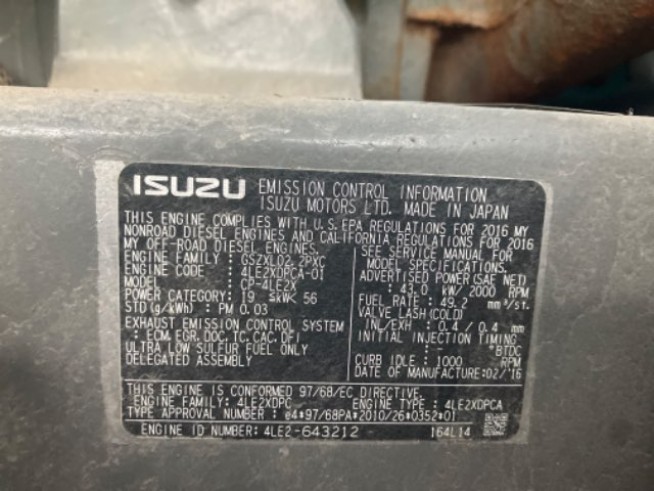 ISUZU EMISSION CONTROL INFORMATION
ISUZU MOTORS LTD. MADE IN JAPAN
THIS ENGINE COMPLIES WITH U.S. EPA REGULATIONS FOR 2016 MY
NONROAD DIESEL ENGINES AND CALIFORNIA REGULATIONS FOR 2016
MY OFF-ROAD DIESEL ENGINES.
ENGINE FAMILY : GSZXL02.2PXC
ENGINE CODE : 4LE2XDPCA-01
MODEL : CP-4LE2X
POWER CATEGORY: 19 ≤kW< 56
STD (g/kWh) : PM 0.03
EXHAUST EMISSION CONTROL SYSTEM
: ECM, EGR, DOC, TC, CAC, DFI
ULTRA LOW SULFUR FUEL ONLY
DELEGATED ASSEMBLY
SEE SERVICE MANUAL FOR
MODEL SPECIFICITY.
ADVERTISED POWER (SAE NET)
: 43.0 kW/ 2000 RPM
FUEL RATE: 49.2 mm³/st.
VALVE LASH (COLD)
INL/EXH : 0.4 / 0.4 mm
INITIAL INJECTION TIMING
: °BTDC
CURB IDLE : 1000 RPM
DATE OF MANUFACTURE:02/'16
THIS ENGINE IS CONFORMED 97/68/EC DIRECTIVE.
ENGINE FAMILY: 4LE2XDPC ENGINE TYPE : 4LE2XDPCA
TYPE APPROVAL NUMBER : e4*97/68PA*2010/26*0352*01
ENGINE ID NUMBER: 4LE2-643212 164L14